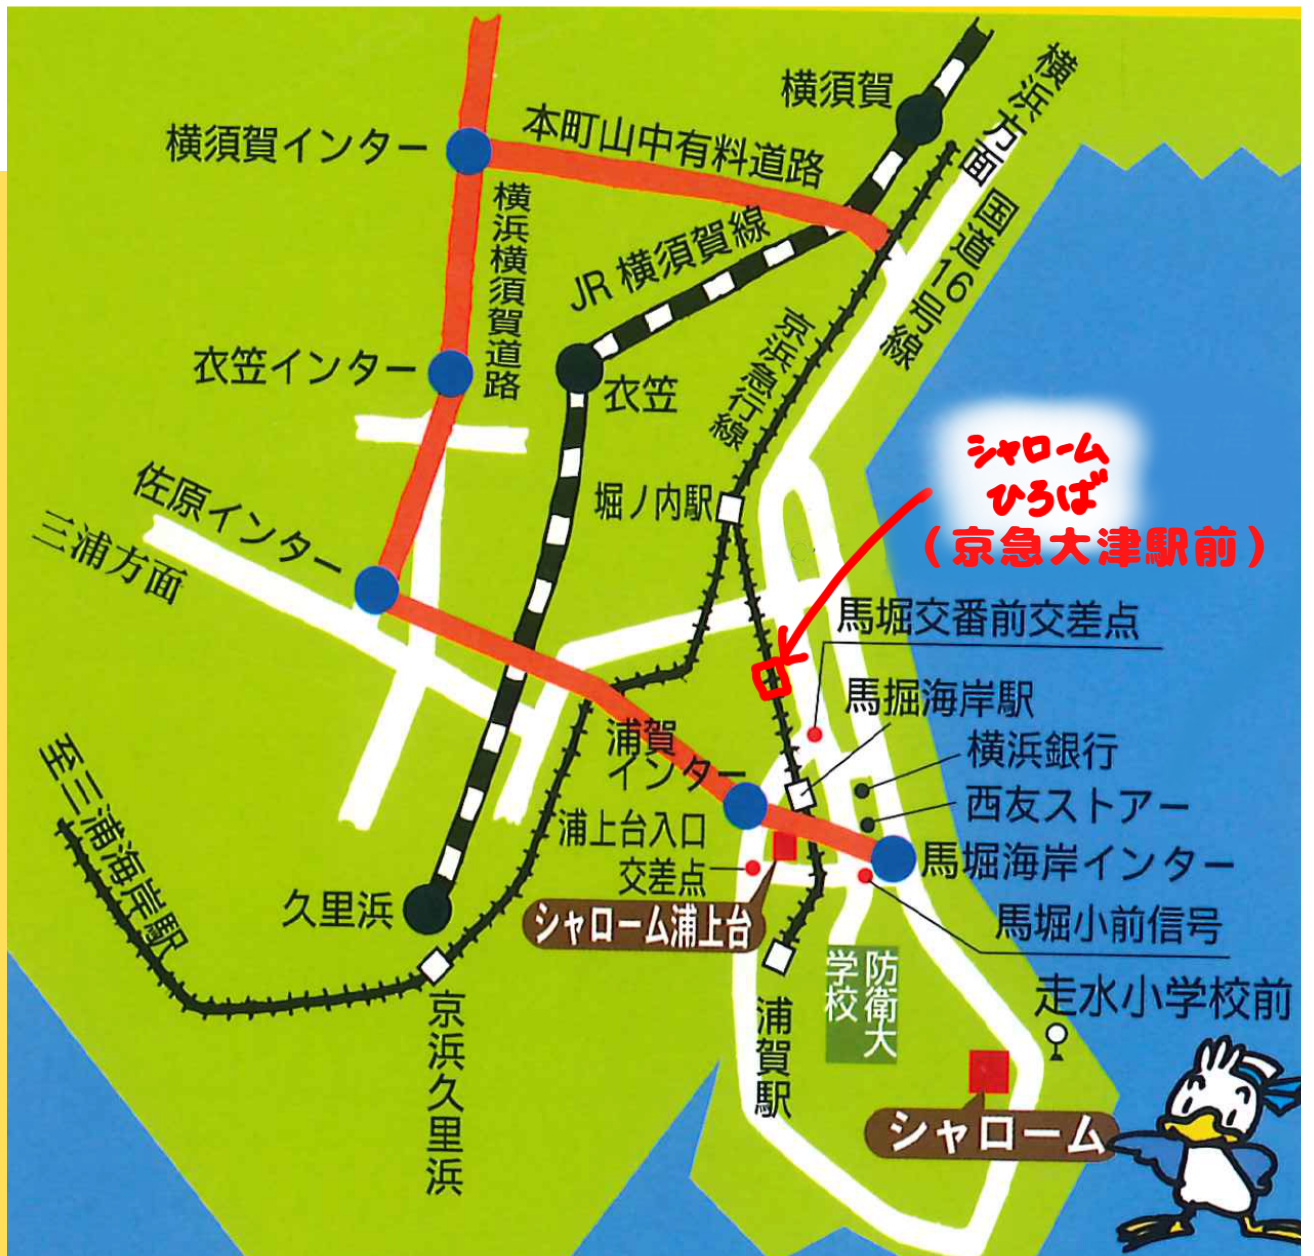 横須賀
横浜方面
横須賀インター
本町山中有料道路
国道16号線
横浜横須賀道路
JR 横須賀線
京浜急行線
衣笠インター
衣笠
シャローム
ひろば
(京急大津駅前)
佐原インター
三浦方面
堀ノ内駅
馬堀交番前交差点
馬掘海岸駅
浦賀
インター
横浜銀行
西友ストアー
至三浦海岸駅
浦上台入口
交差点
馬堀海岸インター
久里浜
シャローム浦上台
馬堀小前信号
防衛大
学校
走水小学校前
京浜久里浜
浦賀駅
シャローム